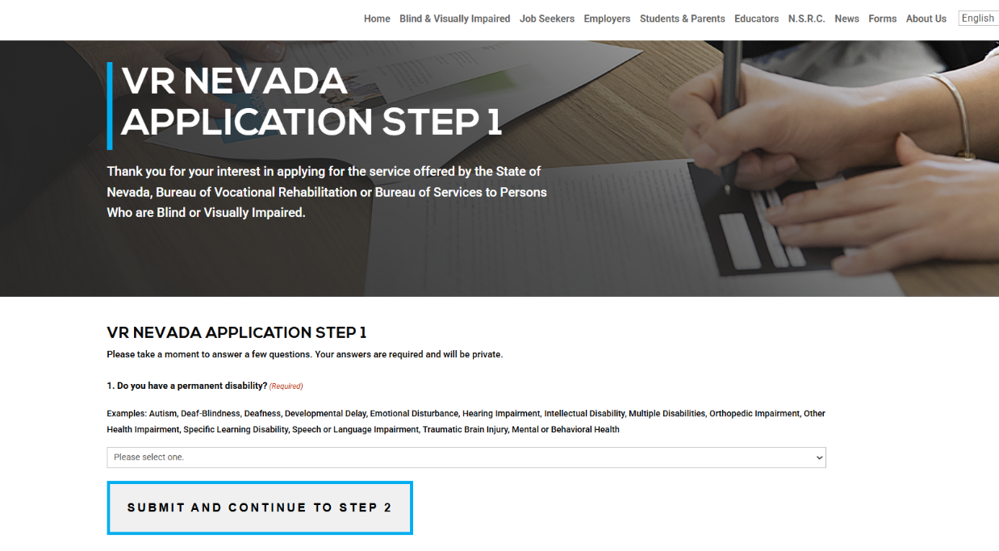 Home Blind & Visually Impaired Job Seekers Employers Students & Parents Educators N.S.R.C. News Forms About Us English
VR NEVADA
APPLICATION STEP 1
Thank you for your interest in applying for the service offered by the State of
Nevada, Bureau of Vocational Rehabilitation or Bureau of Services to Persons
Who are Blind or Visually Impaired.
VR NEVADA APPLICATION STEP 1
Please take a moment to answer a few questions. Your answers are required and will be private.
1. Do you have a permanent disability? (Required)
Examples: Autism, Deaf-Blindness, Deafness, Developmental Delay, Emotional Disturbance, Hearing Impairment, Intellectual Disability, Multiple Disabilities, Orthopedic Impairment, Other
Health Impairment, Specific Learning Disability, Speech or Language Impairment, Traumatic Brain Injury, Mental or Behavioral Health
Please select one.
SUBMIT AND CONTINUE TO STEP 2